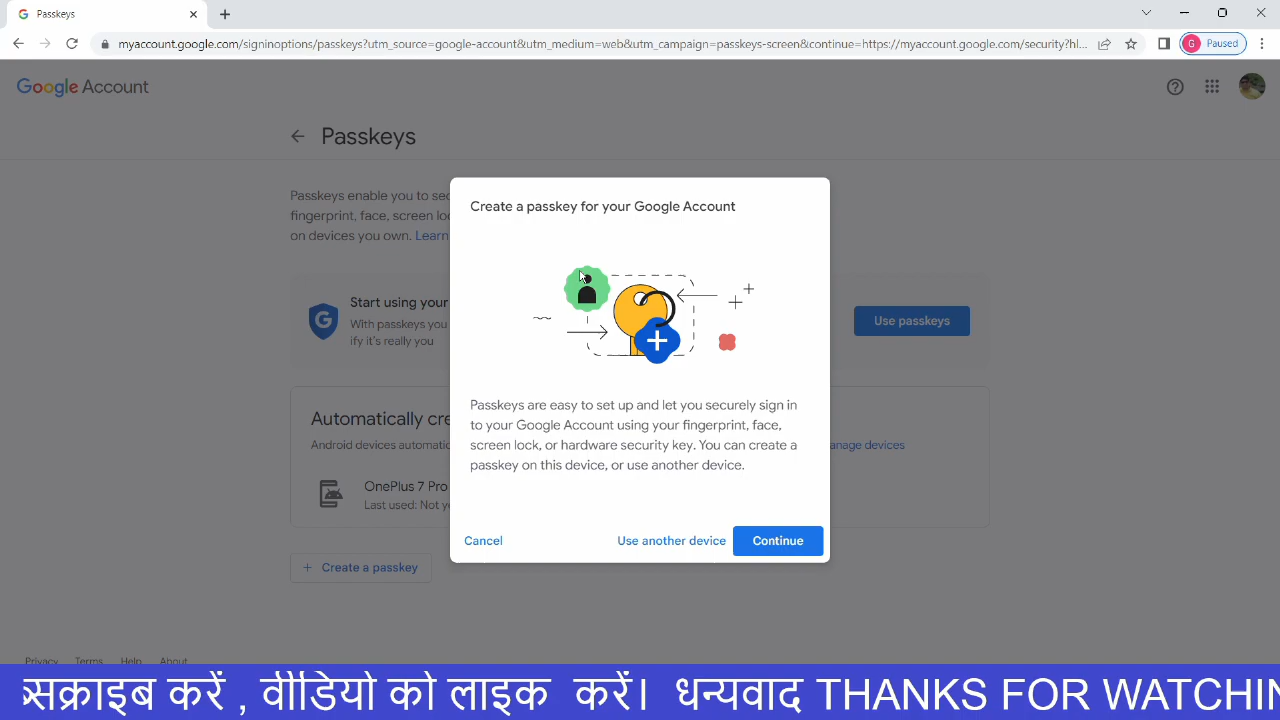 Passkeys
myaccount.google.com/signinoptions/passkeys?utm_source=google-account&utm_medium=web&utm_campaign=passkeys-screen&continue=https://myaccount.google.com/security?hl...
G Paused
Google Account
Passkeys
Passkeys enable you to sec
fingerprint, face, screen lo
on devices you own. Learn
Start using your
With passkeys you
ify it's really you
Use passkeys
Automatically cre
Android devices automatic
anage devices
OnePlus 7 Pro
Last used: Not y
+ Create a passkey
Create a passkey for your Google Account
Passkeys are easy to set up and let you securely sign in
to your Google Account using your fingerprint, face,
screen lock, or hardware security key. You can create a
passkey on this device, or use another device.
Cancel Use another device Continue
Privacy Terms Help About
सक्राइब करें , वीडियो को लाइक करें। धन्यवाद THANKS FOR WATCHIN